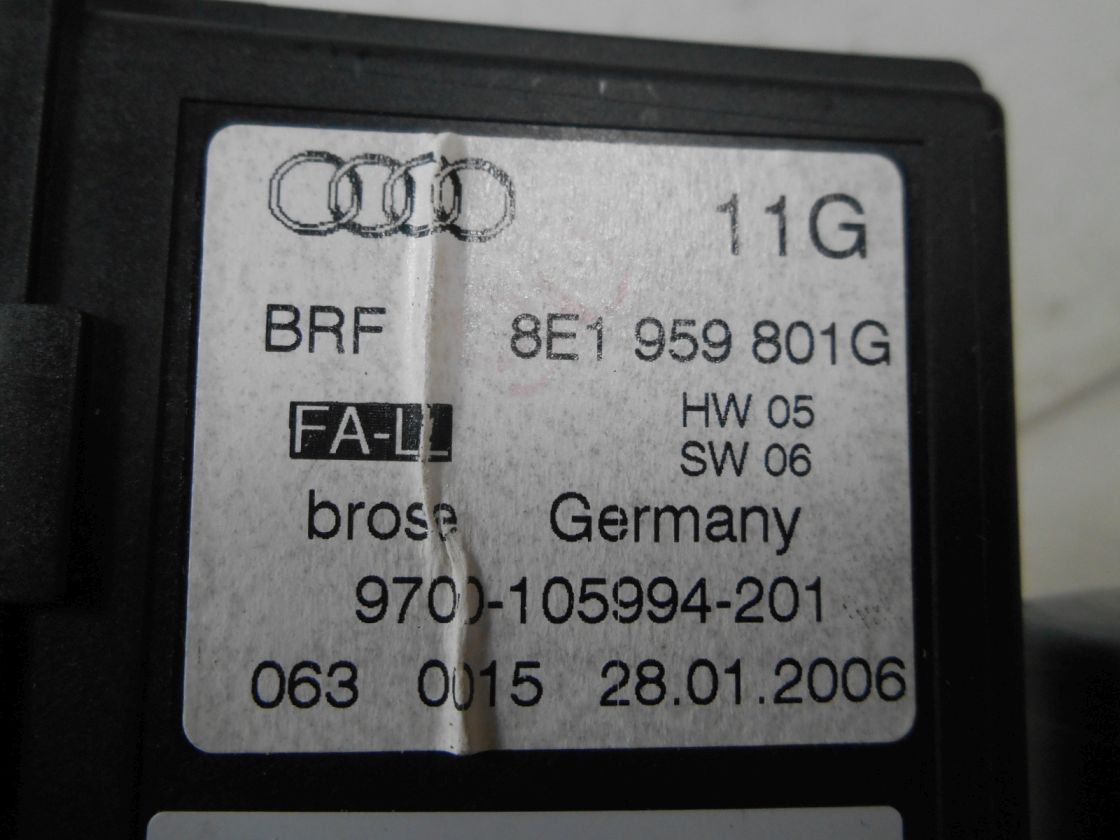 11G
BRF 8E1 959 801G
FA-LL HW 05
SW 06
brose Germany
9700-105994-201
063 0015 28.01.2006